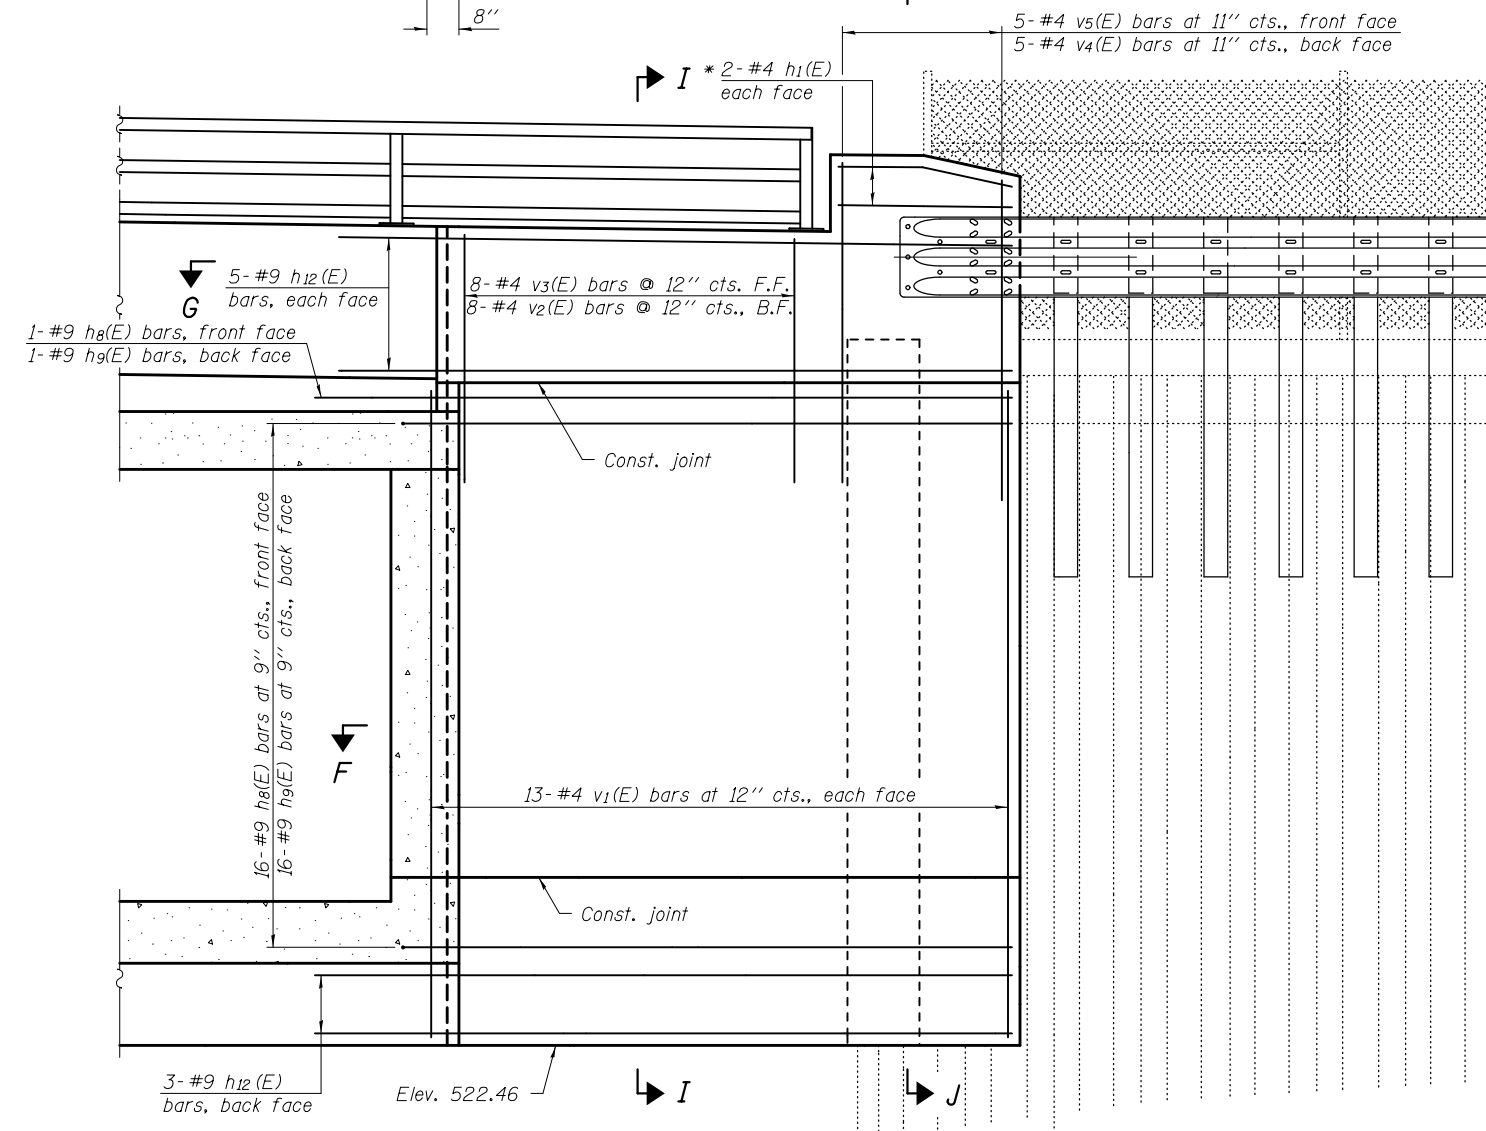 8''
5-#4 v5(E) bars at 11'' cts., front face
5-#4 v4(E) bars at 11'' cts., back face
I
* 2-#4 h1(E)
each face
G
5-#9 h12(E)
bars, each face
8-#4 v3(E) bars @ 12'' cts. F.F.
8-#4 v2(E) bars @ 12'' cts., B.F.
1-#9 h8(E) bars, front face
1-#9 h9(E) bars, back face
Const. joint
16-#9 h8(E) bars at 9'' cts., front face
16-#9 h9(E) bars at 9'' cts., back face
F
13-#4 v1(E) bars at 12'' cts., each face
Const. joint
3-#9 h12(E)
bars, back face
Elev. 522.46
I
J